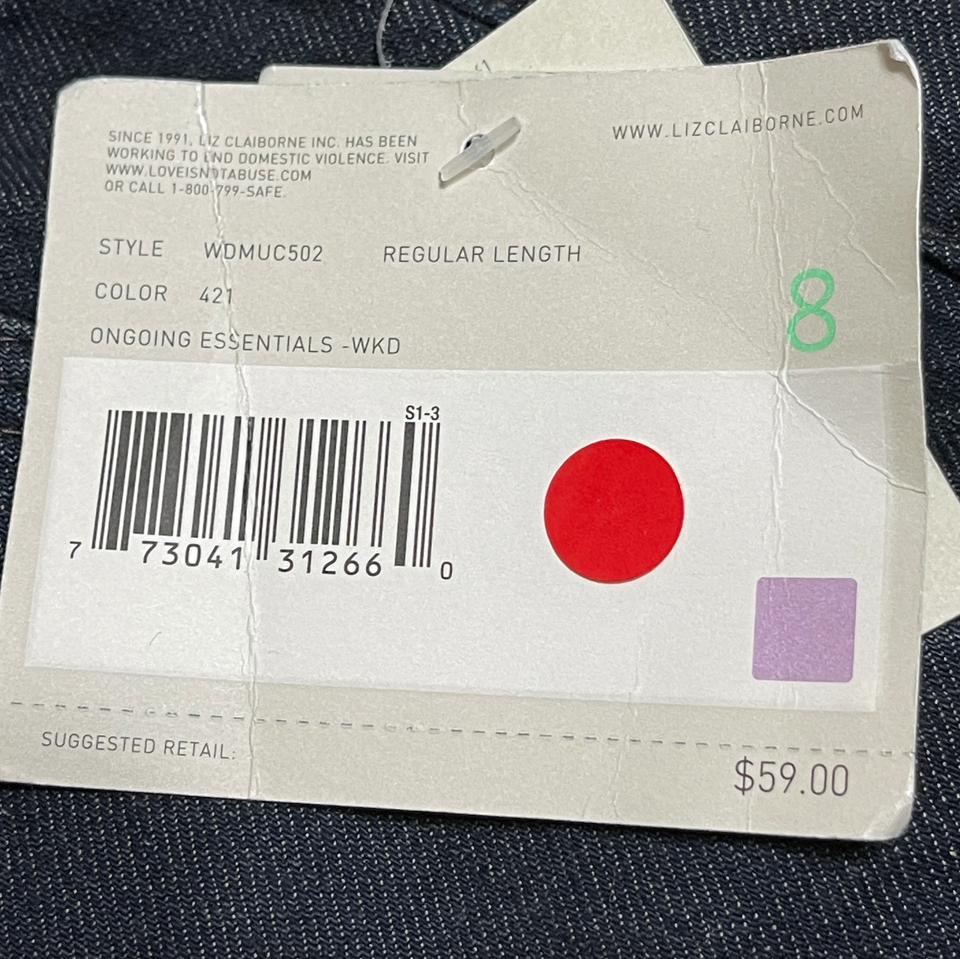 SINCE 1991, LIZ CLAIBORNE INC. HAS BEEN
WORKING TO END DOMESTIC VIOLENCE. VISIT
WWW.LOVEISNOTABUSE.COM
OR CALL 1-800-799-SAFE.
WWW.LIZCLAIBORNE.COM
STYLE WDMUC502 REGULAR LENGTH
COLOR 421
8
ONGOING ESSENTIALS -WKD
S1-3
7 73041 31266 0
SUGGESTED RETAIL:
$59.00